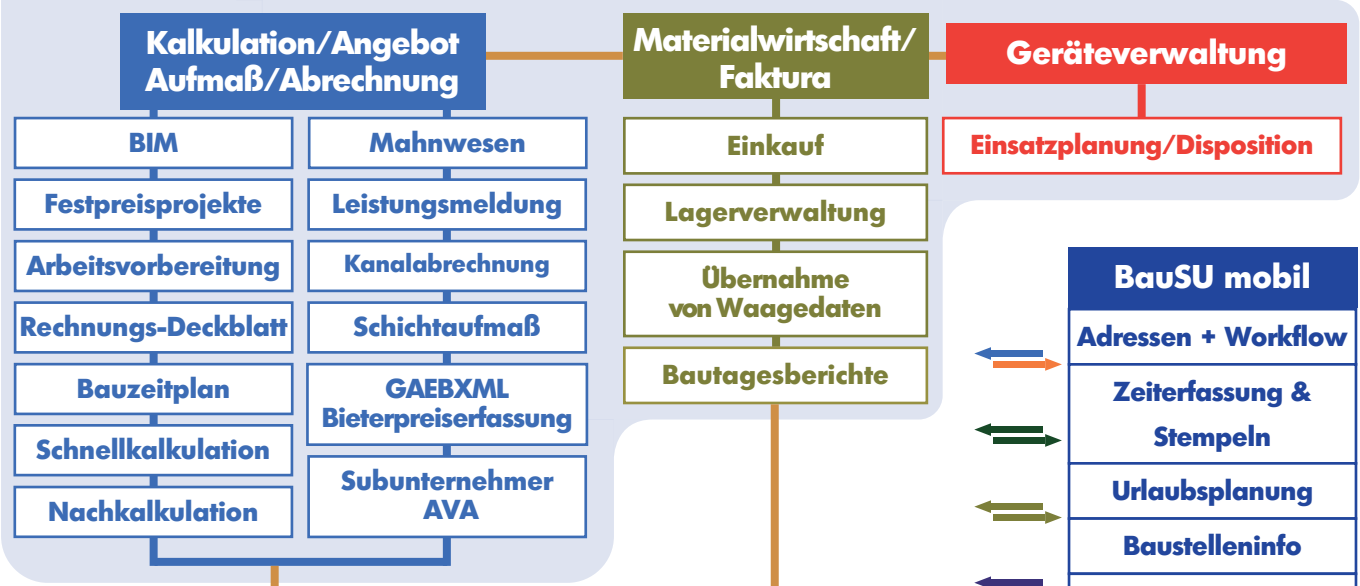 Kalkulation/Angebot
Aufmaß/Abrechnung
BIM
Festpreisprojekte
Arbeitsvorbereitung
Rechnungs-Deckblatt
Bauzeitplan
Schnellkalkulation
Nachkalkulation
Mahnwesen
Leistungsmeldung
Kanalabrechnung
Schichtaufmaß
GAEBXML
Bieterpreiserfassung
Subunternehmer
AVA
Materialwirtschaft/
Faktura
Einkauf
Lagerverwaltung
Übernahme
von Waagedaten
Bautagesberichte
Geräteverwaltung
Einsatzplanung/Disposition
BauSU mobil
Adressen + Workflow
Zeiterfassung &
Stempeln
Urlaubsplanung
Baustelleninfo